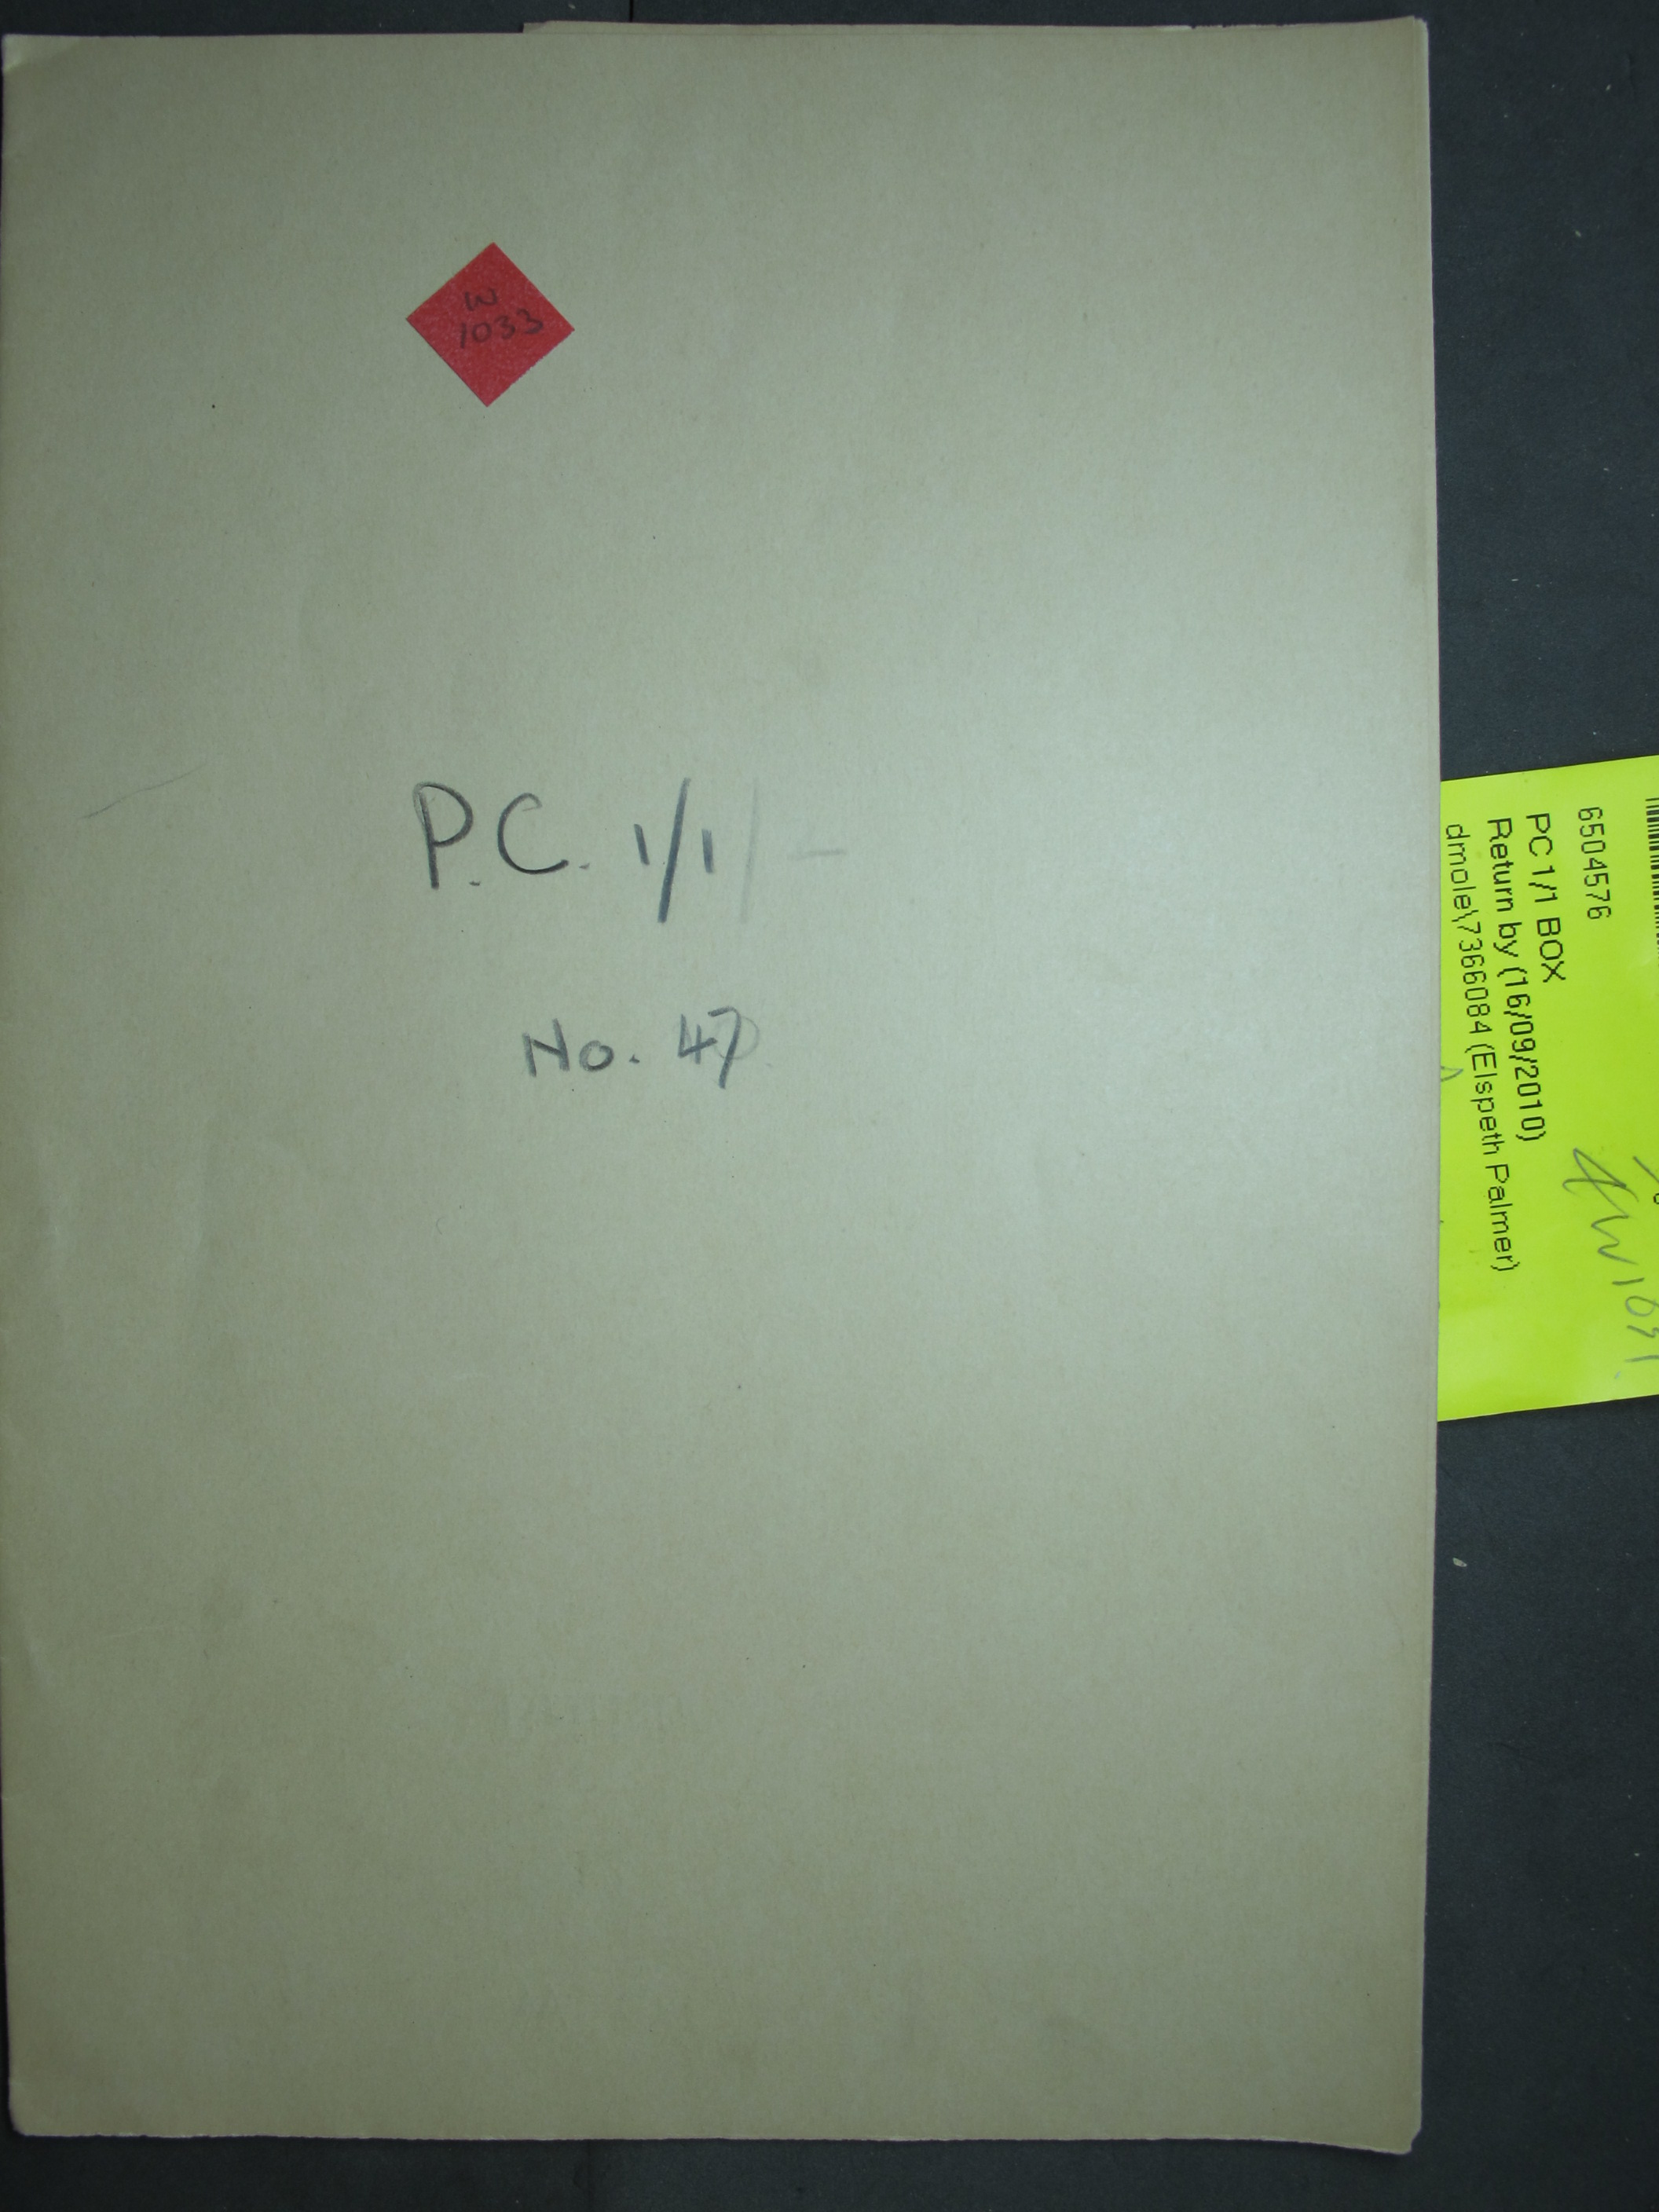 W
1033
P.C. 1/1/-
No. 47
6504576
PC 1/1 BOX
Return by (16/09/2010)
dmole\7366084 (Elspeth Palmer)